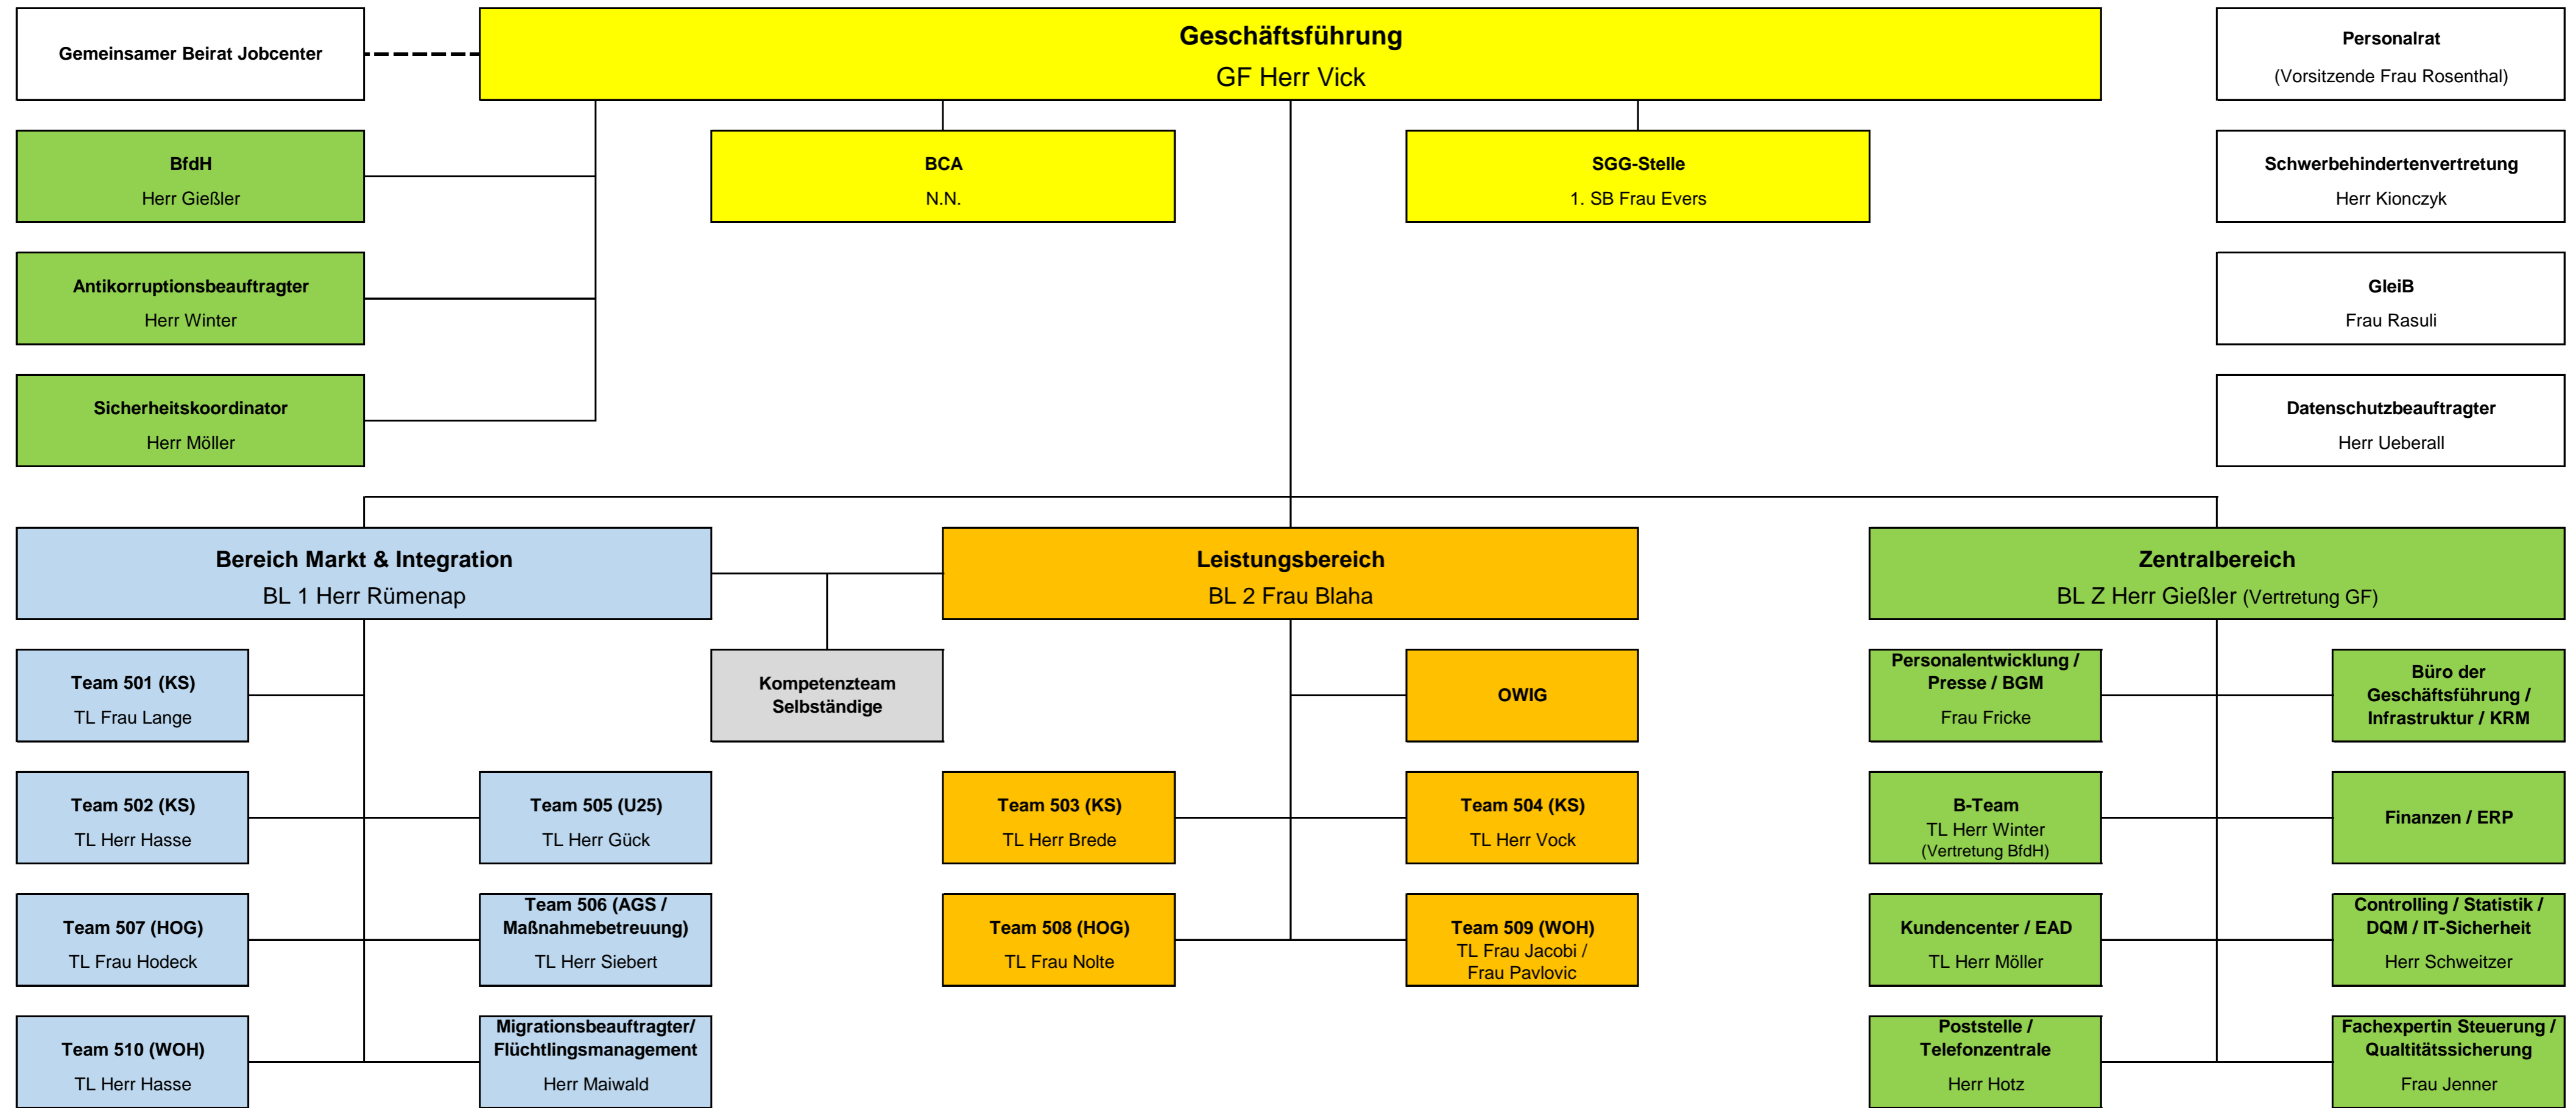 Gemeinsamer Beirat Jobcenter
Geschäftsführung
GF Herr Vick
Personalrat
(Vorsitzende Frau Rosenthal)
BfdH
Herr Gießler
BCA
N.N.
SGG-Stelle
1. SB Frau Evers
Schwerbehindertenvertretung
Herr Kionczyk
Antikorruptionsbeauftragter
Herr Winter
GleiB
Frau Rasuli
Sicherheitskoordinator
Herr Möller
Datenschutzbeauftragter
Herr Ueberall
Bereich Markt & Integration
BL 1 Herr Rümenap
Leistungsbereich
BL 2 Frau Blaha
Zentralbereich
BL Z Herr Gießler (Vertretung GF)
Team 501 (KS)
TL Frau Lange
Kompetenzteam
Selbständige
OWIG
Personalentwicklung /
Presse / BGM
Frau Fricke
Büro der
Geschäftsführung /
Infrastruktur / KRM
Team 502 (KS)
TL Herr Hasse
Team 505 (U25)
TL Herr Gück
Team 503 (KS)
TL Herr Brede
Team 504 (KS)
TL Herr Vock
B-Team
TL Herr Winter
(Vertretung BfdH)
Finanzen / ERP
Team 507 (HOG)
TL Frau Hodeck
Team 506 (AGS /
Maßnahmebetreuung)
TL Herr Siebert
Team 508 (HOG)
TL Frau Nolte
Team 509 (WOH)
TL Frau Jacobi /
Frau Pavlovic
Kundencenter / EAD
TL Herr Möller
Controlling / Statistik /
DQM / IT-Sicherheit
Herr Schweitzer
Team 510 (WOH)
TL Herr Hasse
Migrationsbeauftragter/
Flüchtlingsmanagement
Herr Maiwald
Poststelle /
Telefonzentrale
Herr Hotz
Fachexpertin Steuerung /
Qualtitätssicherung
Frau Jenner